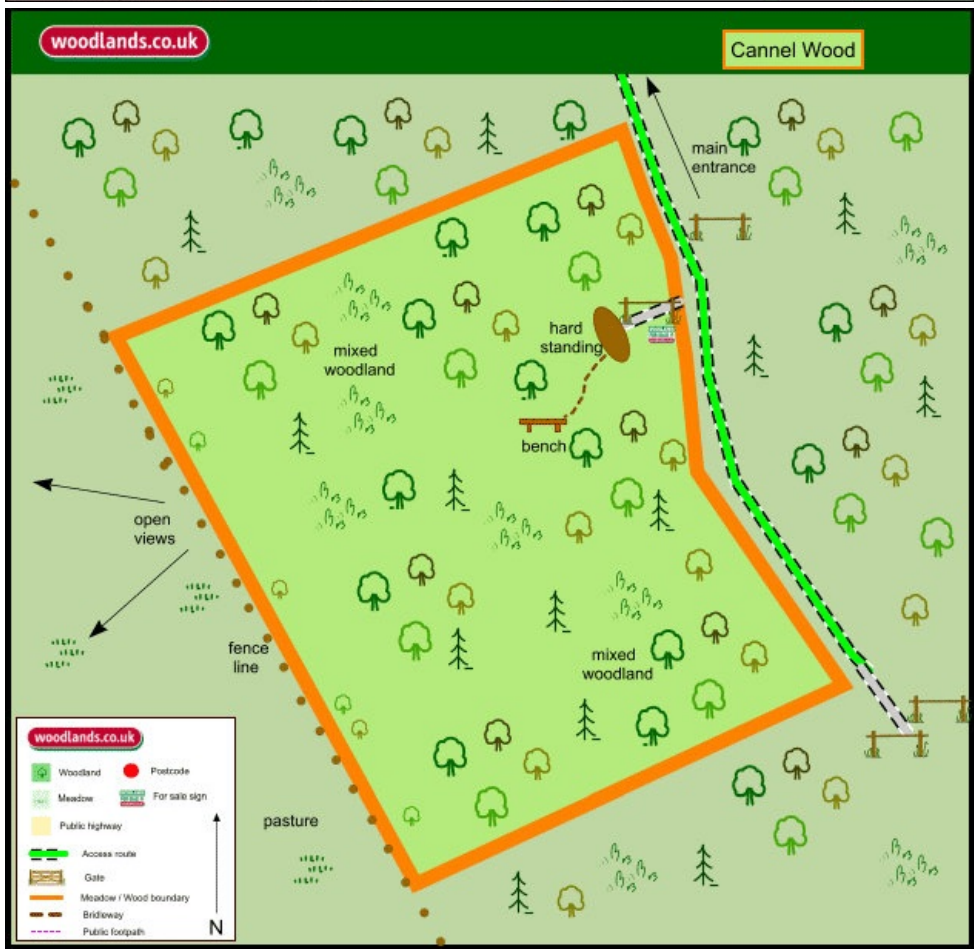 woodlands.co.uk
Cannel Wood
main
entrance
hard
standing
mixed
woodland
bench
open
views
fence
line
mixed
woodland
pasture
woodlands.co.uk
Woodland
Postcode
Meadow
For sale sign
Public highway
Access route
Gate
Meadow / Wood boundary
Bridleway
Public footpath
N